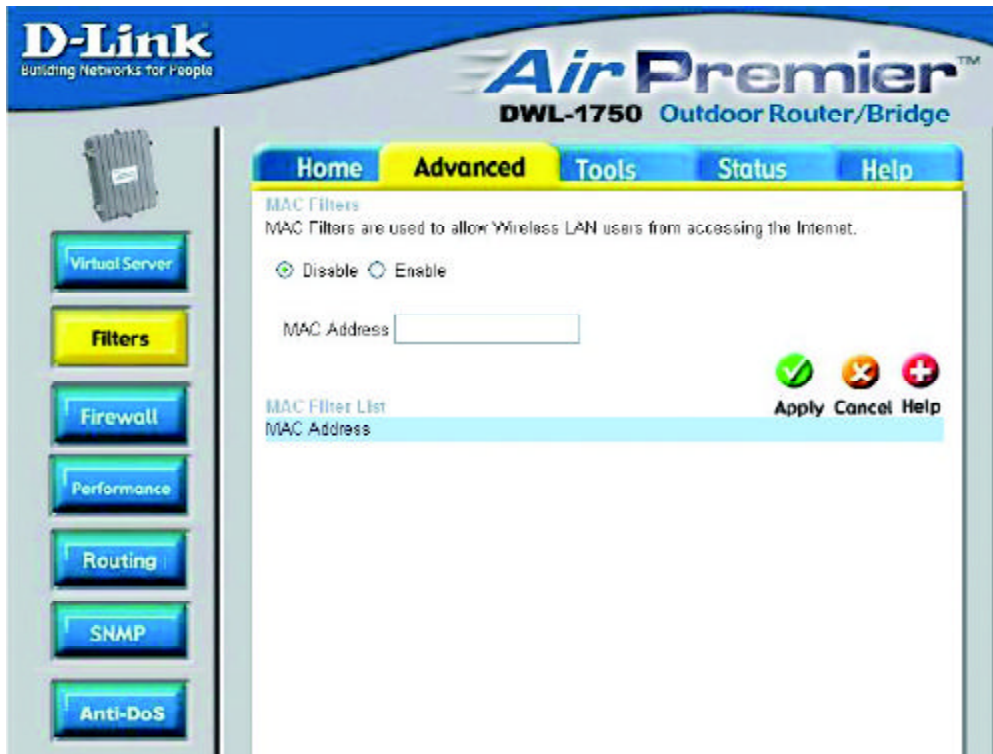 D-Link
Building Networks for People
Air Premier™
DWL-1750 Outdoor Router/Bridge
Home Advanced Tools Status Help
Virtual Server
Filters
Firewall
Performance
Routing
SNMP
Anti-DoS
MAC Filters
MAC Filters are used to allow Wireless LAN users from accessing the Internet.
Disable Enable
MAC Address
Apply Cancel Help
MAC Filter List
MAC Address